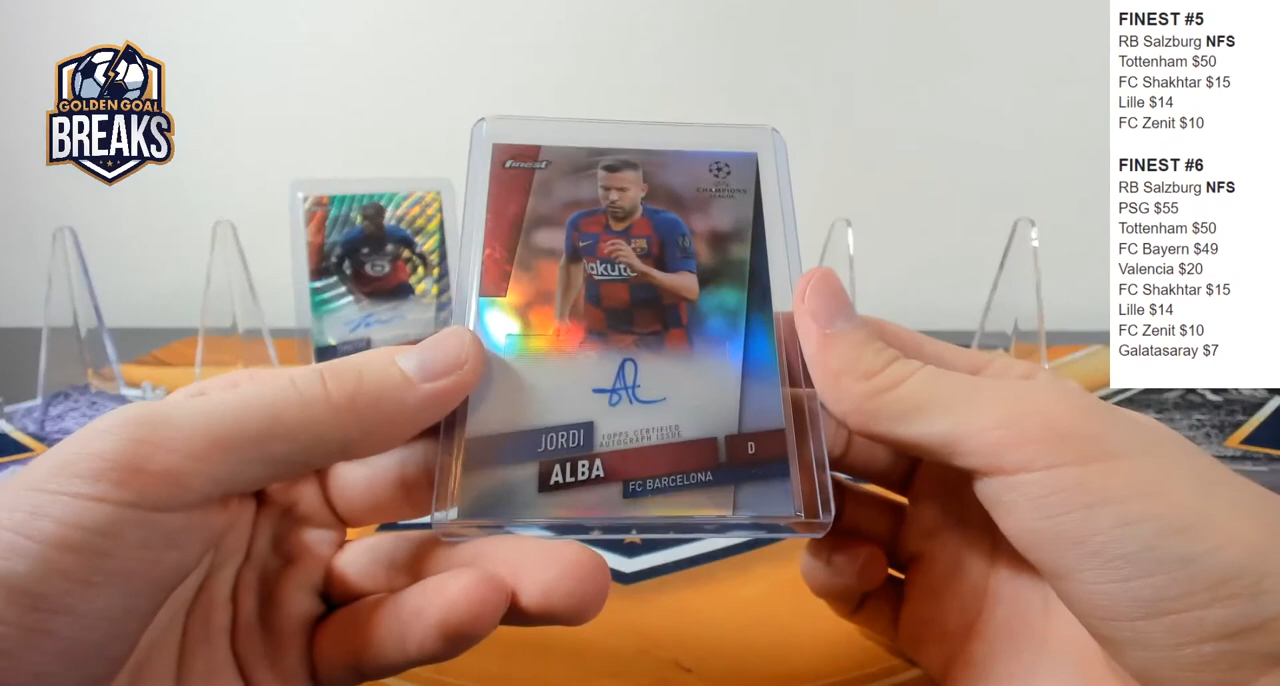 GOLDEN GOAL
BREAKS
finest
CHAMPIONS
LEAGUE
Rakuten
JORDI
TOPPS CERTIFIED
AUTOGRAPH ISSUE
ALBA
D
FC BARCELONA
FINEST #5
RB Salzburg NFS
Tottenham $50
FC Shakhtar $15
Lille $14
FC Zenit $10
FINEST #6
RB Salzburg NFS
PSG $55
Tottenham $50
FC Bayern $49
Valencia $20
FC Shakhtar $15
Lille $14
FC Zenit $10
Galatasaray $7